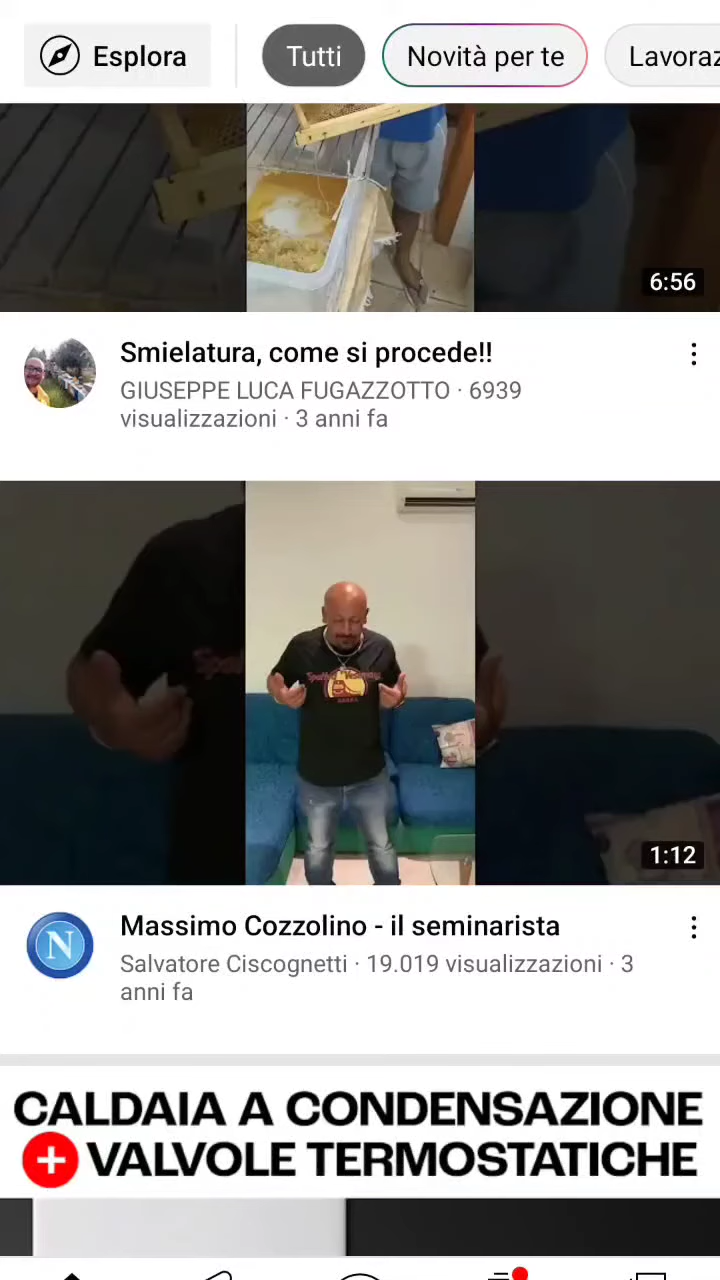 Esplora
Tutti
Novità per te
Lavoraz
6:56
Smielatura, come si procede!!
GIUSEPPE LUCA FUGAZZOTTO · 6939
visualizzazioni · 3 anni fa
1:12
N
Massimo Cozzolino - il seminarista
Salvatore Ciscognetti · 19.019 visualizzazioni · 3
anni fa
CALDAIA A CONDENSAZIONE
+ VALVOLE TERMOSTATICHE